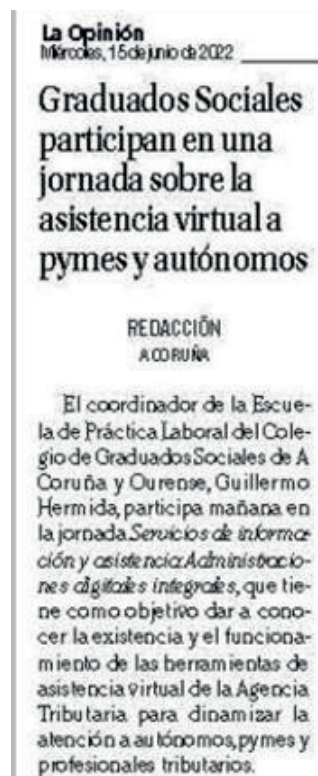 La Opinión
Miércoles, 15 de junio de 2022
Graduados Sociales
participan en una
jornada sobre la
asistencia virtual a
pymes y autónomos
REDACCIÓN
A CORUÑA
El coordinador de la Escue-
la de Práctica Laboral del Cole-
gio de Graduados Sociales de A
Coruña y Ourense, Guillermo
Hermida, participa mañana en
la jornada Servicios de informa-
ción y asistencia Administracio-
nes digitales integrales, que tie-
ne como objetivo dar a cono-
cer la existencia y el funciona-
miento de las herramientas de
asistencia virtual de la Agencia
Tributaria para dinamizar la
atención a autónomos, pymes y
profesionales tributarios.